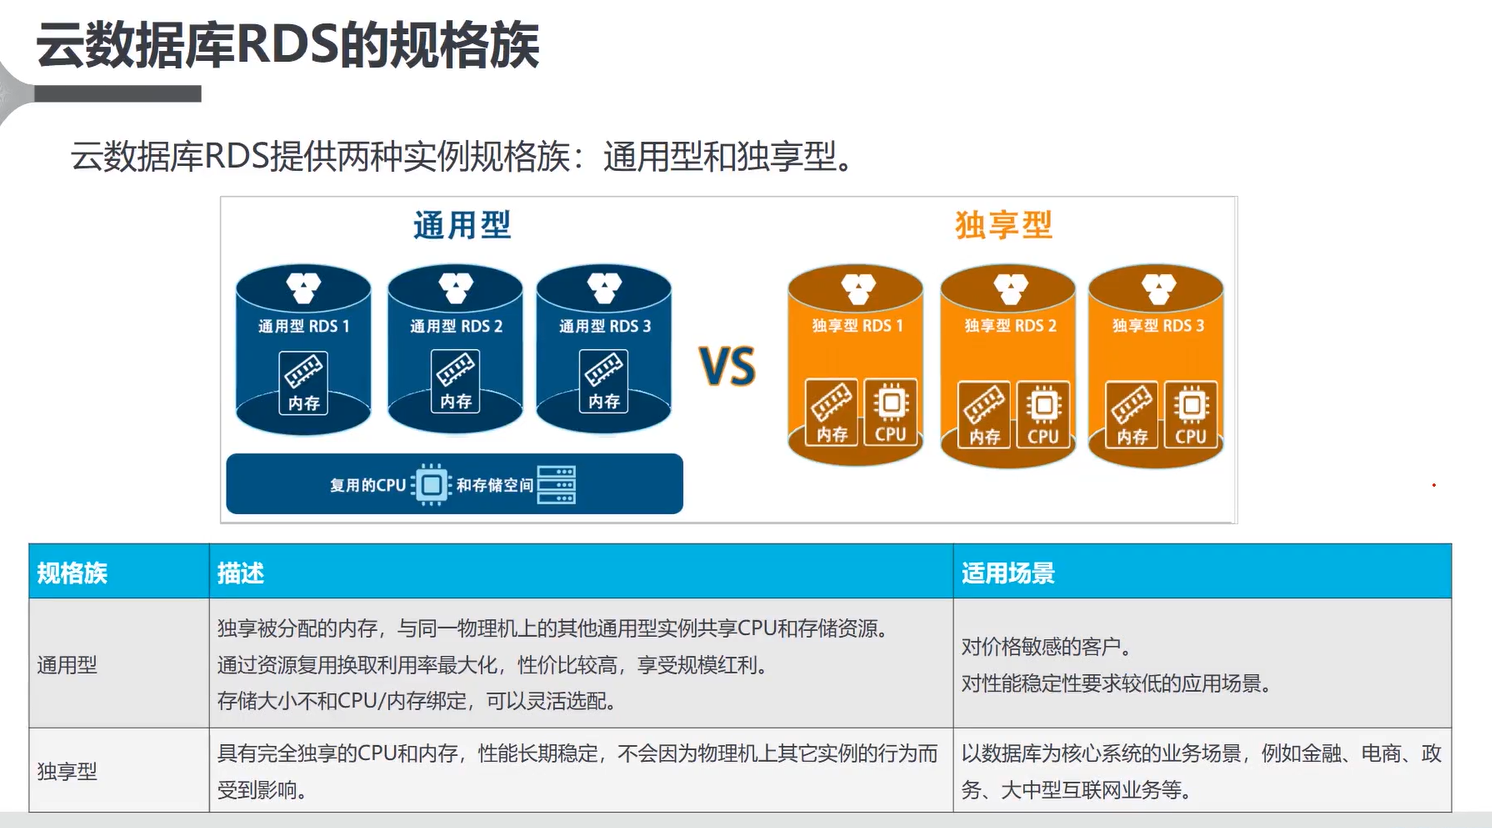 云数据库RDS的规格族
云数据库RDS提供两种实例规格族：通用型和独享型。
通用型
独享型
通用型 RDS 1
通用型 RDS 2
通用型 RDS 3
内存
内存
内存
复用的CPU 和存储空间
VS
独享型 RDS 1
独享型 RDS 2
独享型 RDS 3
内存 CPU
内存 CPU
内存 CPU
规格族
描述
适用场景
通用型
独享被分配的内存，与同一物理机上的其他通用型实例共享CPU和存储资源。
通过资源复用换取利用率最大化，性价比较高，享受规模红利。
存储大小不和CPU/内存绑定，可以灵活选配。
对价格敏感的客户。
对性能稳定性要求较低的应用场景。
独享型
具有完全独享的CPU和内存，性能长期稳定，不会因为物理机上其它实例的行为而
受到影响。
以数据库为核心系统的业务场景，例如金融、电商、政
务、大中型互联网业务等。